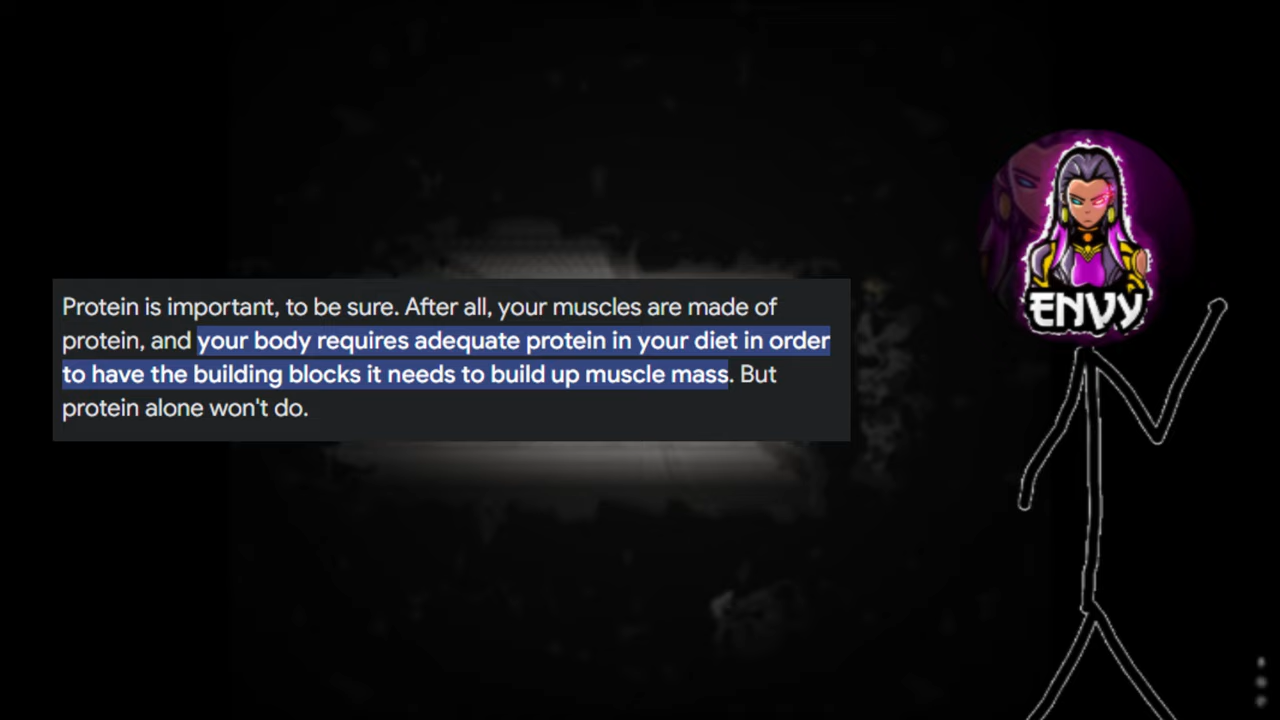 Protein is important, to be sure. After all, your muscles are made of
protein, and your body requires adequate protein in your diet in order
to have the building blocks it needs to build up muscle mass. But
protein alone won't do.
ENVY